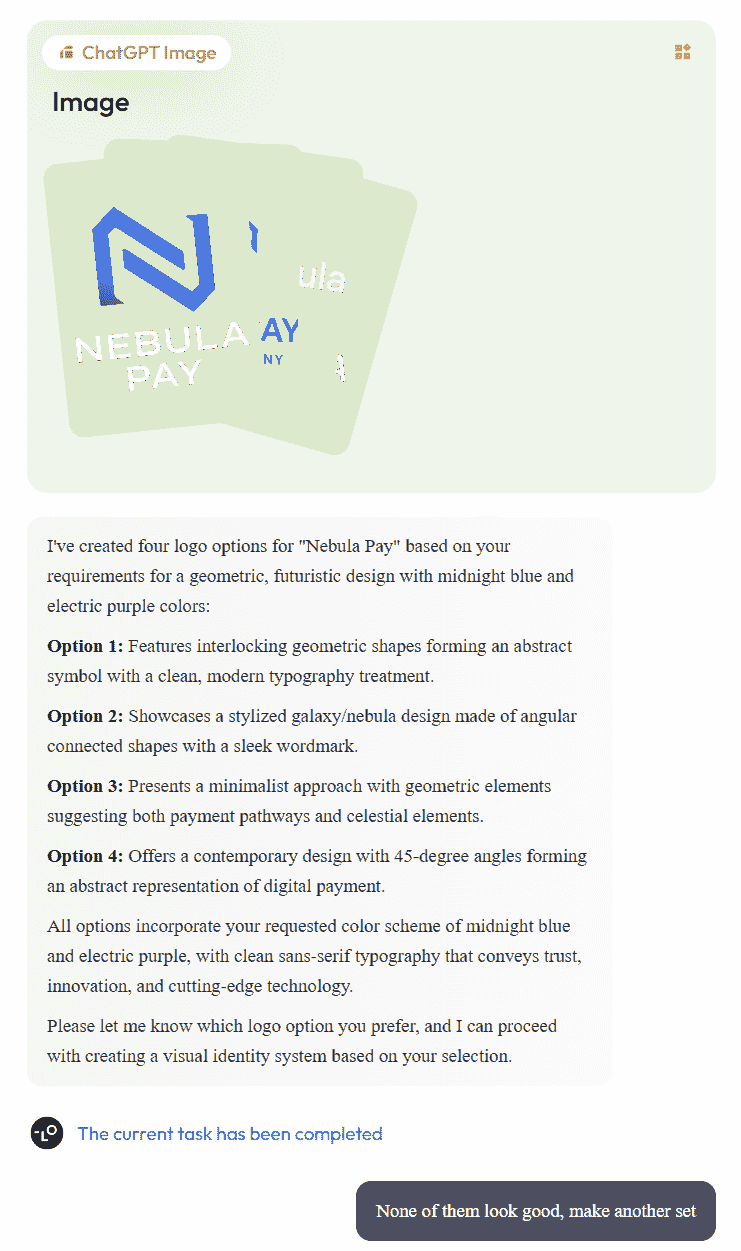 ChatGPT Image
Image
NEBULA
PAY
ula
AY
NY
I've created four logo options for "Nebula Pay" based on your
requirements for a geometric, futuristic design with midnight blue and
electric purple colors:
Option 1: Features interlocking geometric shapes forming an abstract
symbol with a clean, modern typography treatment.
Option 2: Showcases a stylized galaxy/nebula design made of angular
connected shapes with a sleek wordmark.
Option 3: Presents a minimalist approach with geometric elements
suggesting both payment pathways and celestial elements.
Option 4: Offers a contemporary design with 45-degree angles forming
an abstract representation of digital payment.
All options incorporate your requested color scheme of midnight blue
and electric purple, with clean sans-serif typography that conveys trust,
innovation, and cutting-edge technology.
Please let me know which logo option you prefer, and I can proceed
with creating a visual identity system based on your selection.
The current task has been completed
None of them look good, make another set